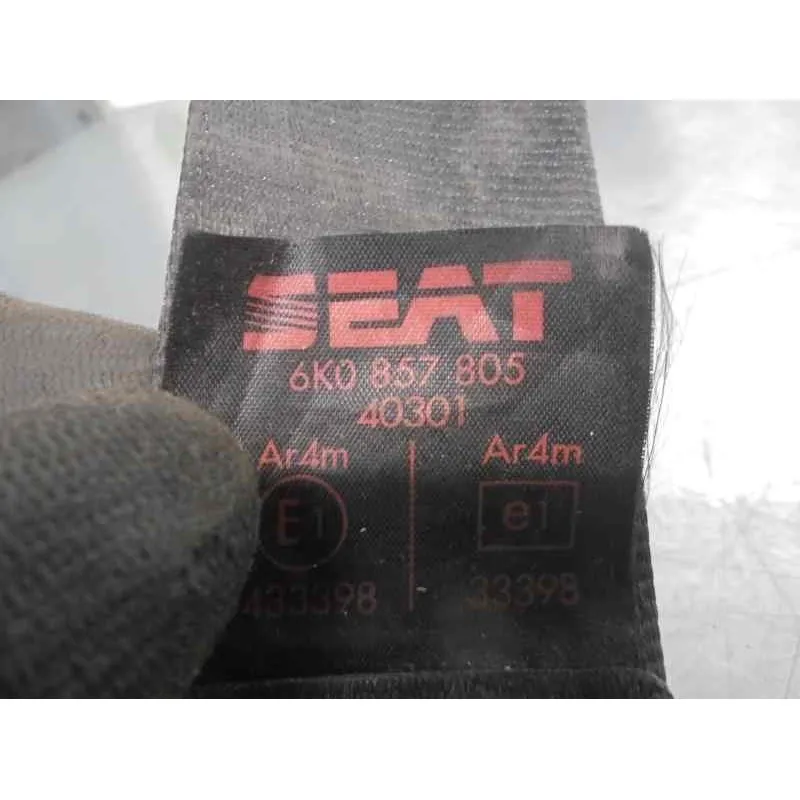 SEAT
6K0 857 805
40301
Ar4m Ar4m
E1 e1
433398 33398